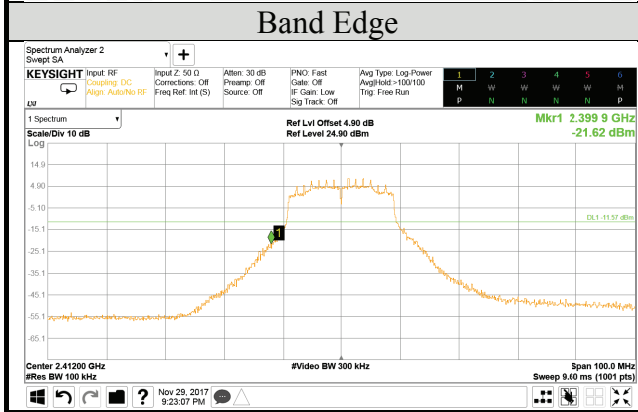 Band Edge
Spectrum Analyzer 2
Swept SA
+
KEYSIGHT Input: RF Input Z: 50 Ω Atten: 30 dB PNO: Fast Avg Type: Log-Power 1 2 3 4 5 6
Coupling: DC Corrections: Off Preamp: Off Gate: Off Avg|Hold:>100/100 M W W W W W
Align: Auto/No RF Freq Ref: Int (S) Source: Off IF Gain: Low Trig: Free Run P N N N N P
Sig Track: Off
LXI
1 Spectrum Ref Lvl Offset 4.90 dB Mkr1 2.399 9 GHz
Scale/Div 10 dB Ref Level 24.90 dBm -21.62 dBm
Log
14.9
4.90
-5.10
DL1 -11.57 dBm
-15.1
1
-25.1
-35.1
-45.1
-55.1
-65.1
Center 2.41200 GHz #Video BW 300 kHz Span 100.0 MHz
#Res BW 100 kHz Sweep 9.60 ms (1001 pts)
? Nov 29, 2017
9:23:07 PM